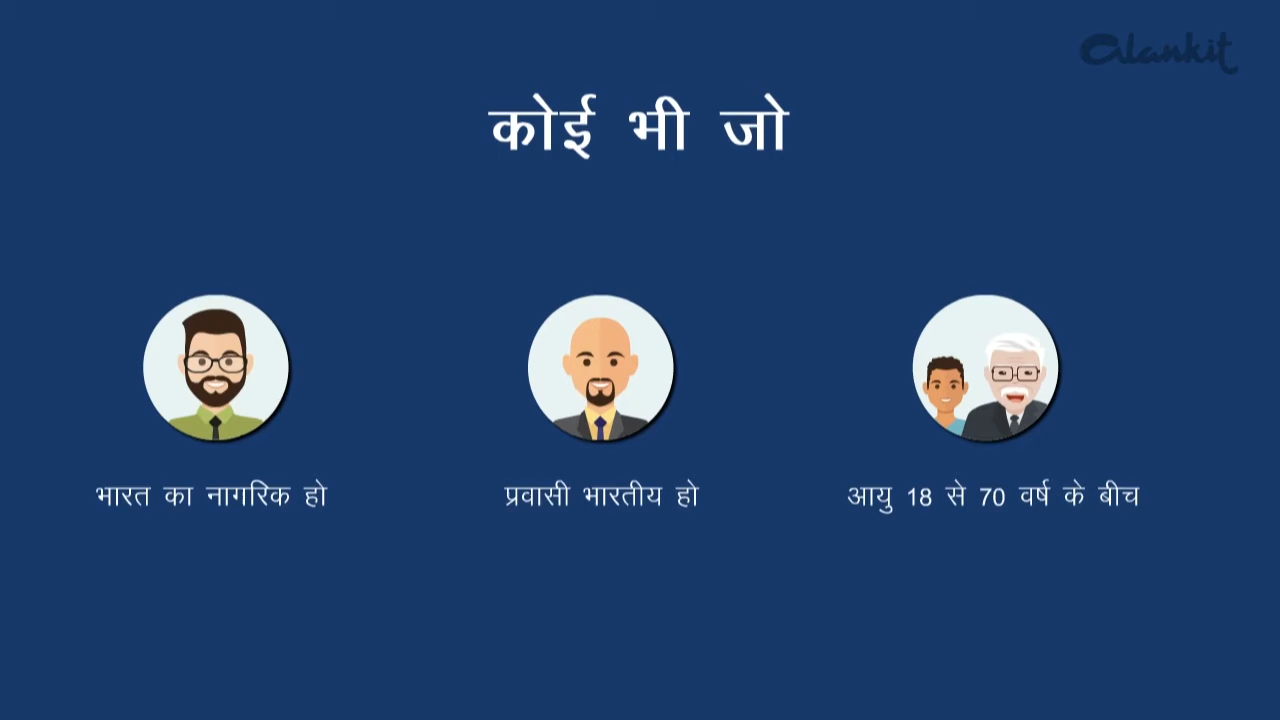 alankit
कोई भी जो
भारत का नागरिक हो
प्रवासी भारतीय हो
आयु 18 से 70 वर्ष के बीच